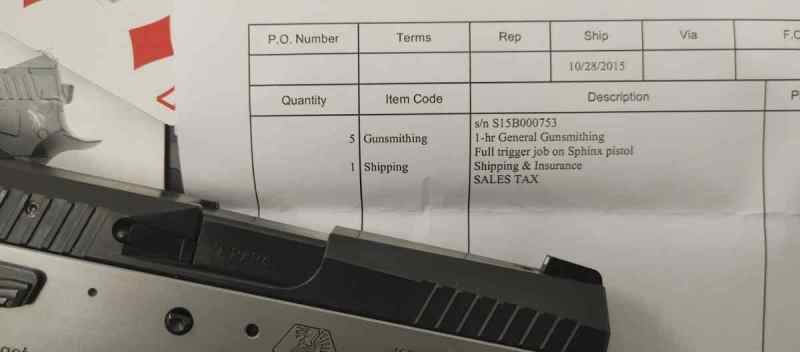 P.O. Number Terms Rep Ship Via F.O
10/28/2015
Quantity Item Code Description P
s/n S15B000753
5 Gunsmithing 1-hr General Gunsmithing
Full trigger job on Sphinx pistol
1 Shipping Shipping & Insurance
SALES TAX
PARA